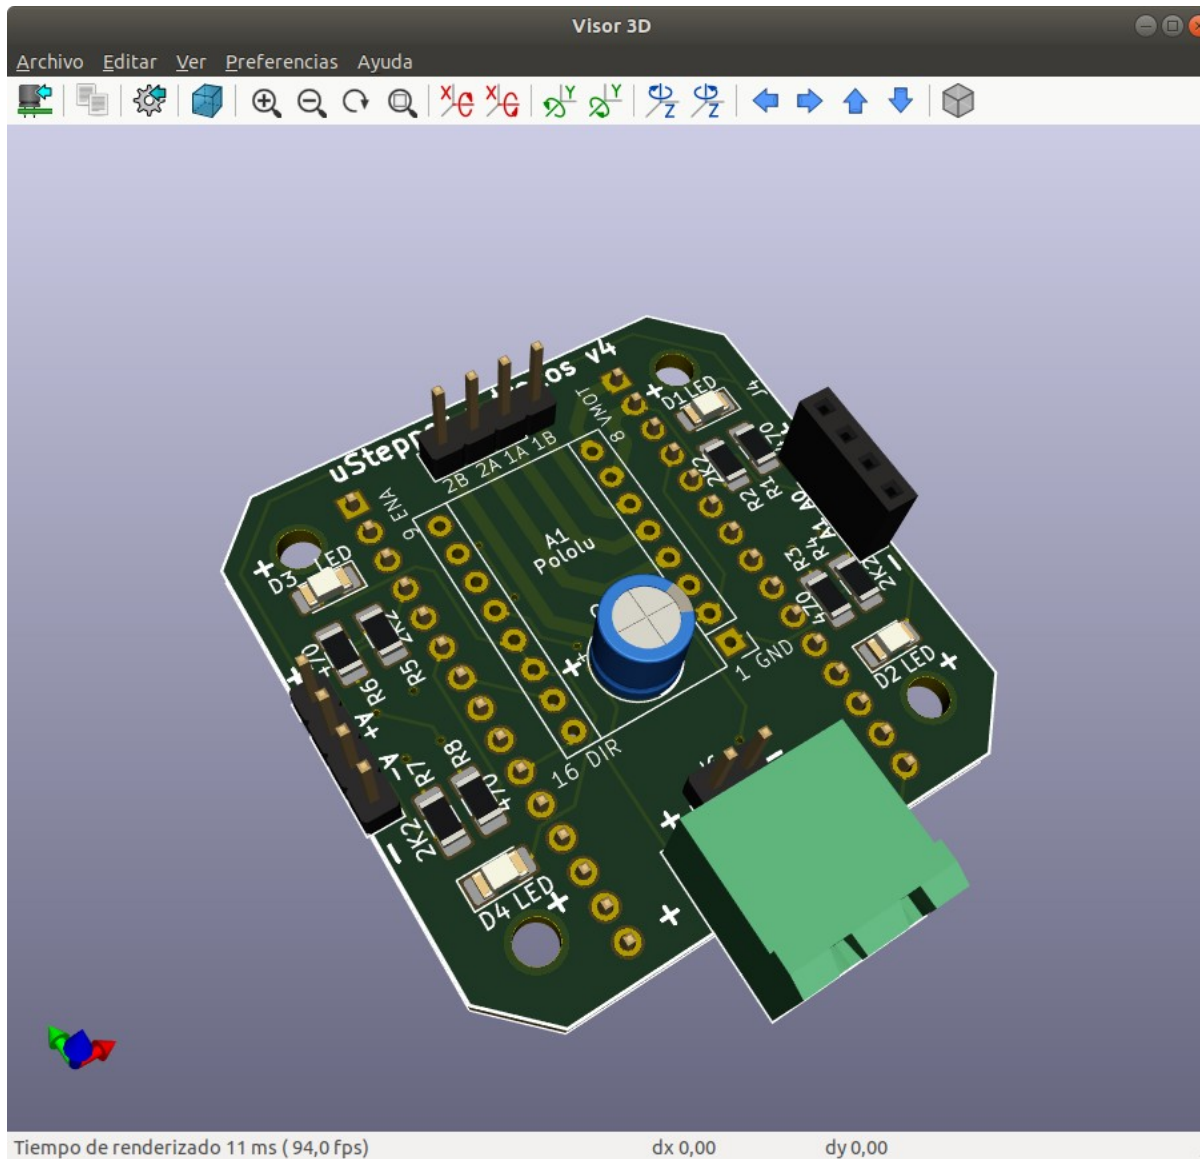 Visor 3D
Archivo Editar Ver Preferencias Ayuda
v4
VMOT
8
D1 LED
J4
470
2K2
R1
R2
A1 A0
2B 2A 1A 1B
9 ENA
A1
Pololu
D3 LED
2K2
470
R5
R6
+A
-A
R7
R8
470
2K2
D4 LED
16 DIR
1 GND
R3
R4
470
2K2
D2 LED
Tiempo de renderizado 11 ms ( 94,0 fps)
dx 0,00
dy 0,00